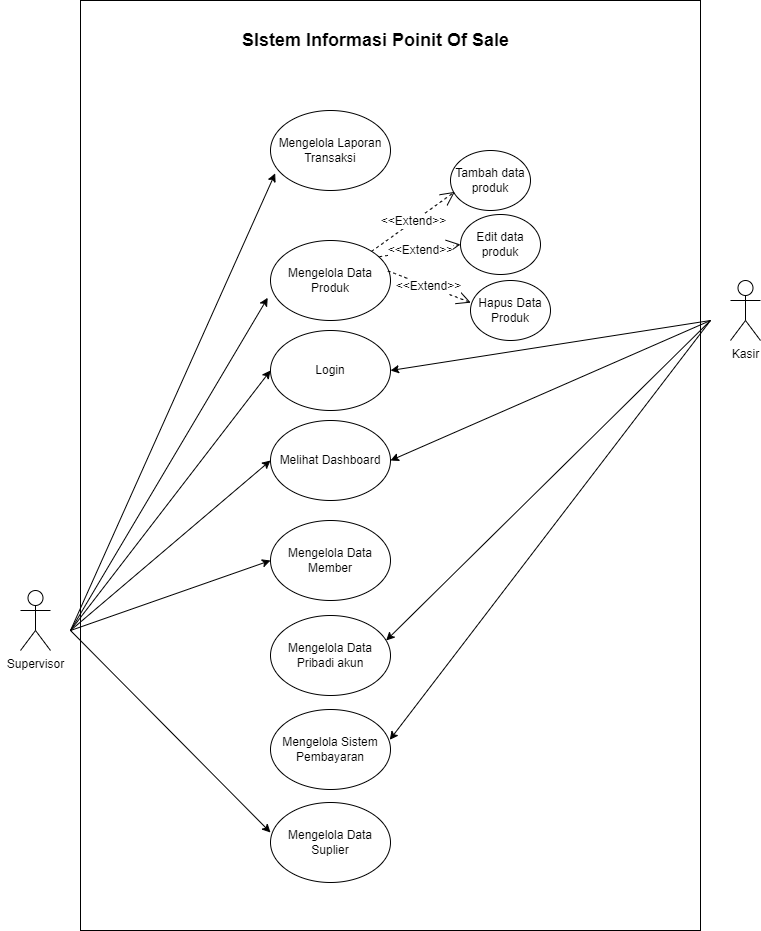 SIstem Informasi Poinit Of Sale
Mengelola Laporan
Transaksi
Tambah data
produk
<<Extend>>
Edit data
produk
<<Extend>>
Mengelola Data
Produk
<<Extend>>
Hapus Data
Produk
Kasir
Login
Melihat Dashboard
Mengelola Data
Member
Supervisor
Mengelola Data
Pribadi akun
Mengelola Sistem
Pembayaran
Mengelola Data
Suplier